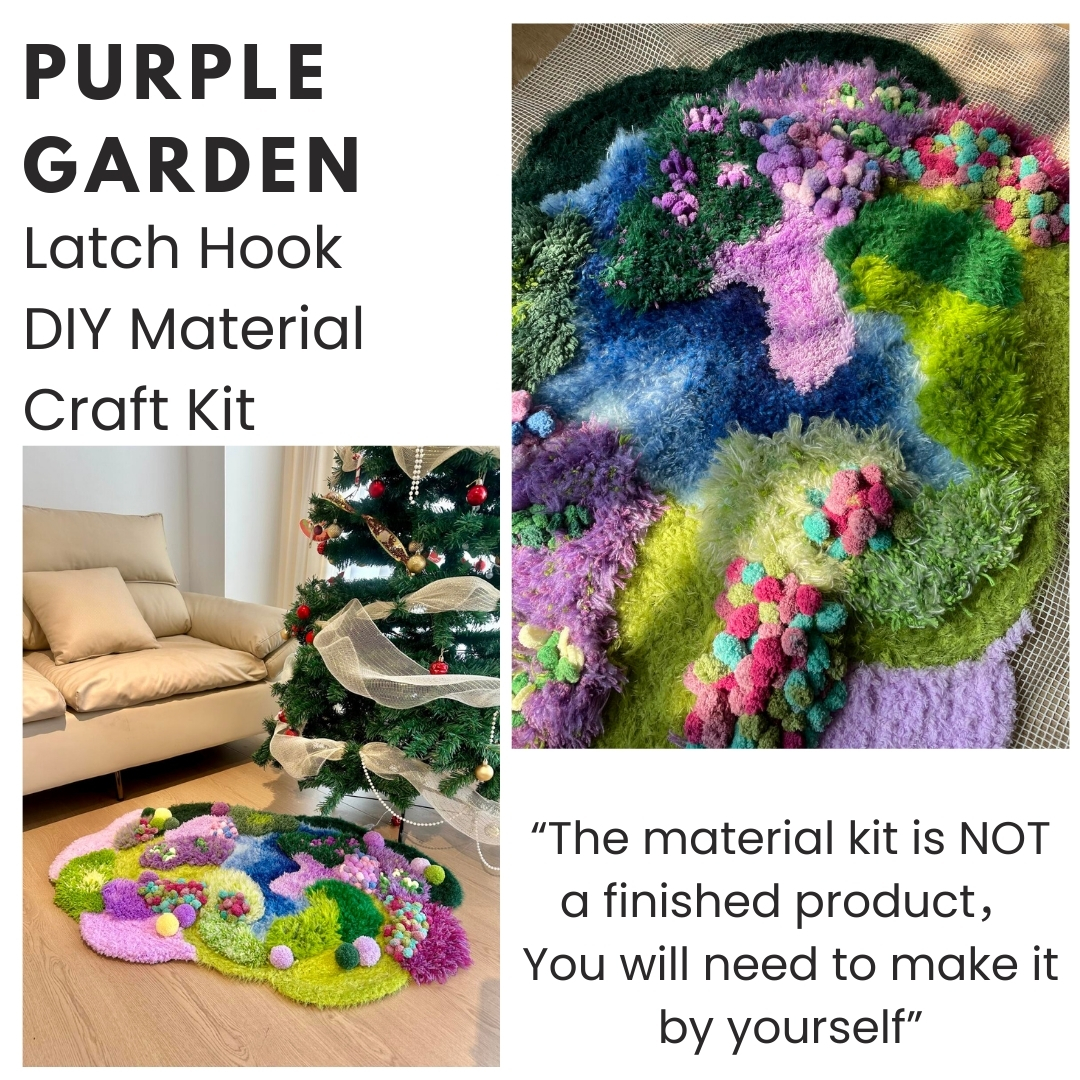 PURPLE
GARDEN
Latch Hook
DIY Material
Craft Kit
“The material kit is NOT
a finished product，
You will need to make it
by yourself”